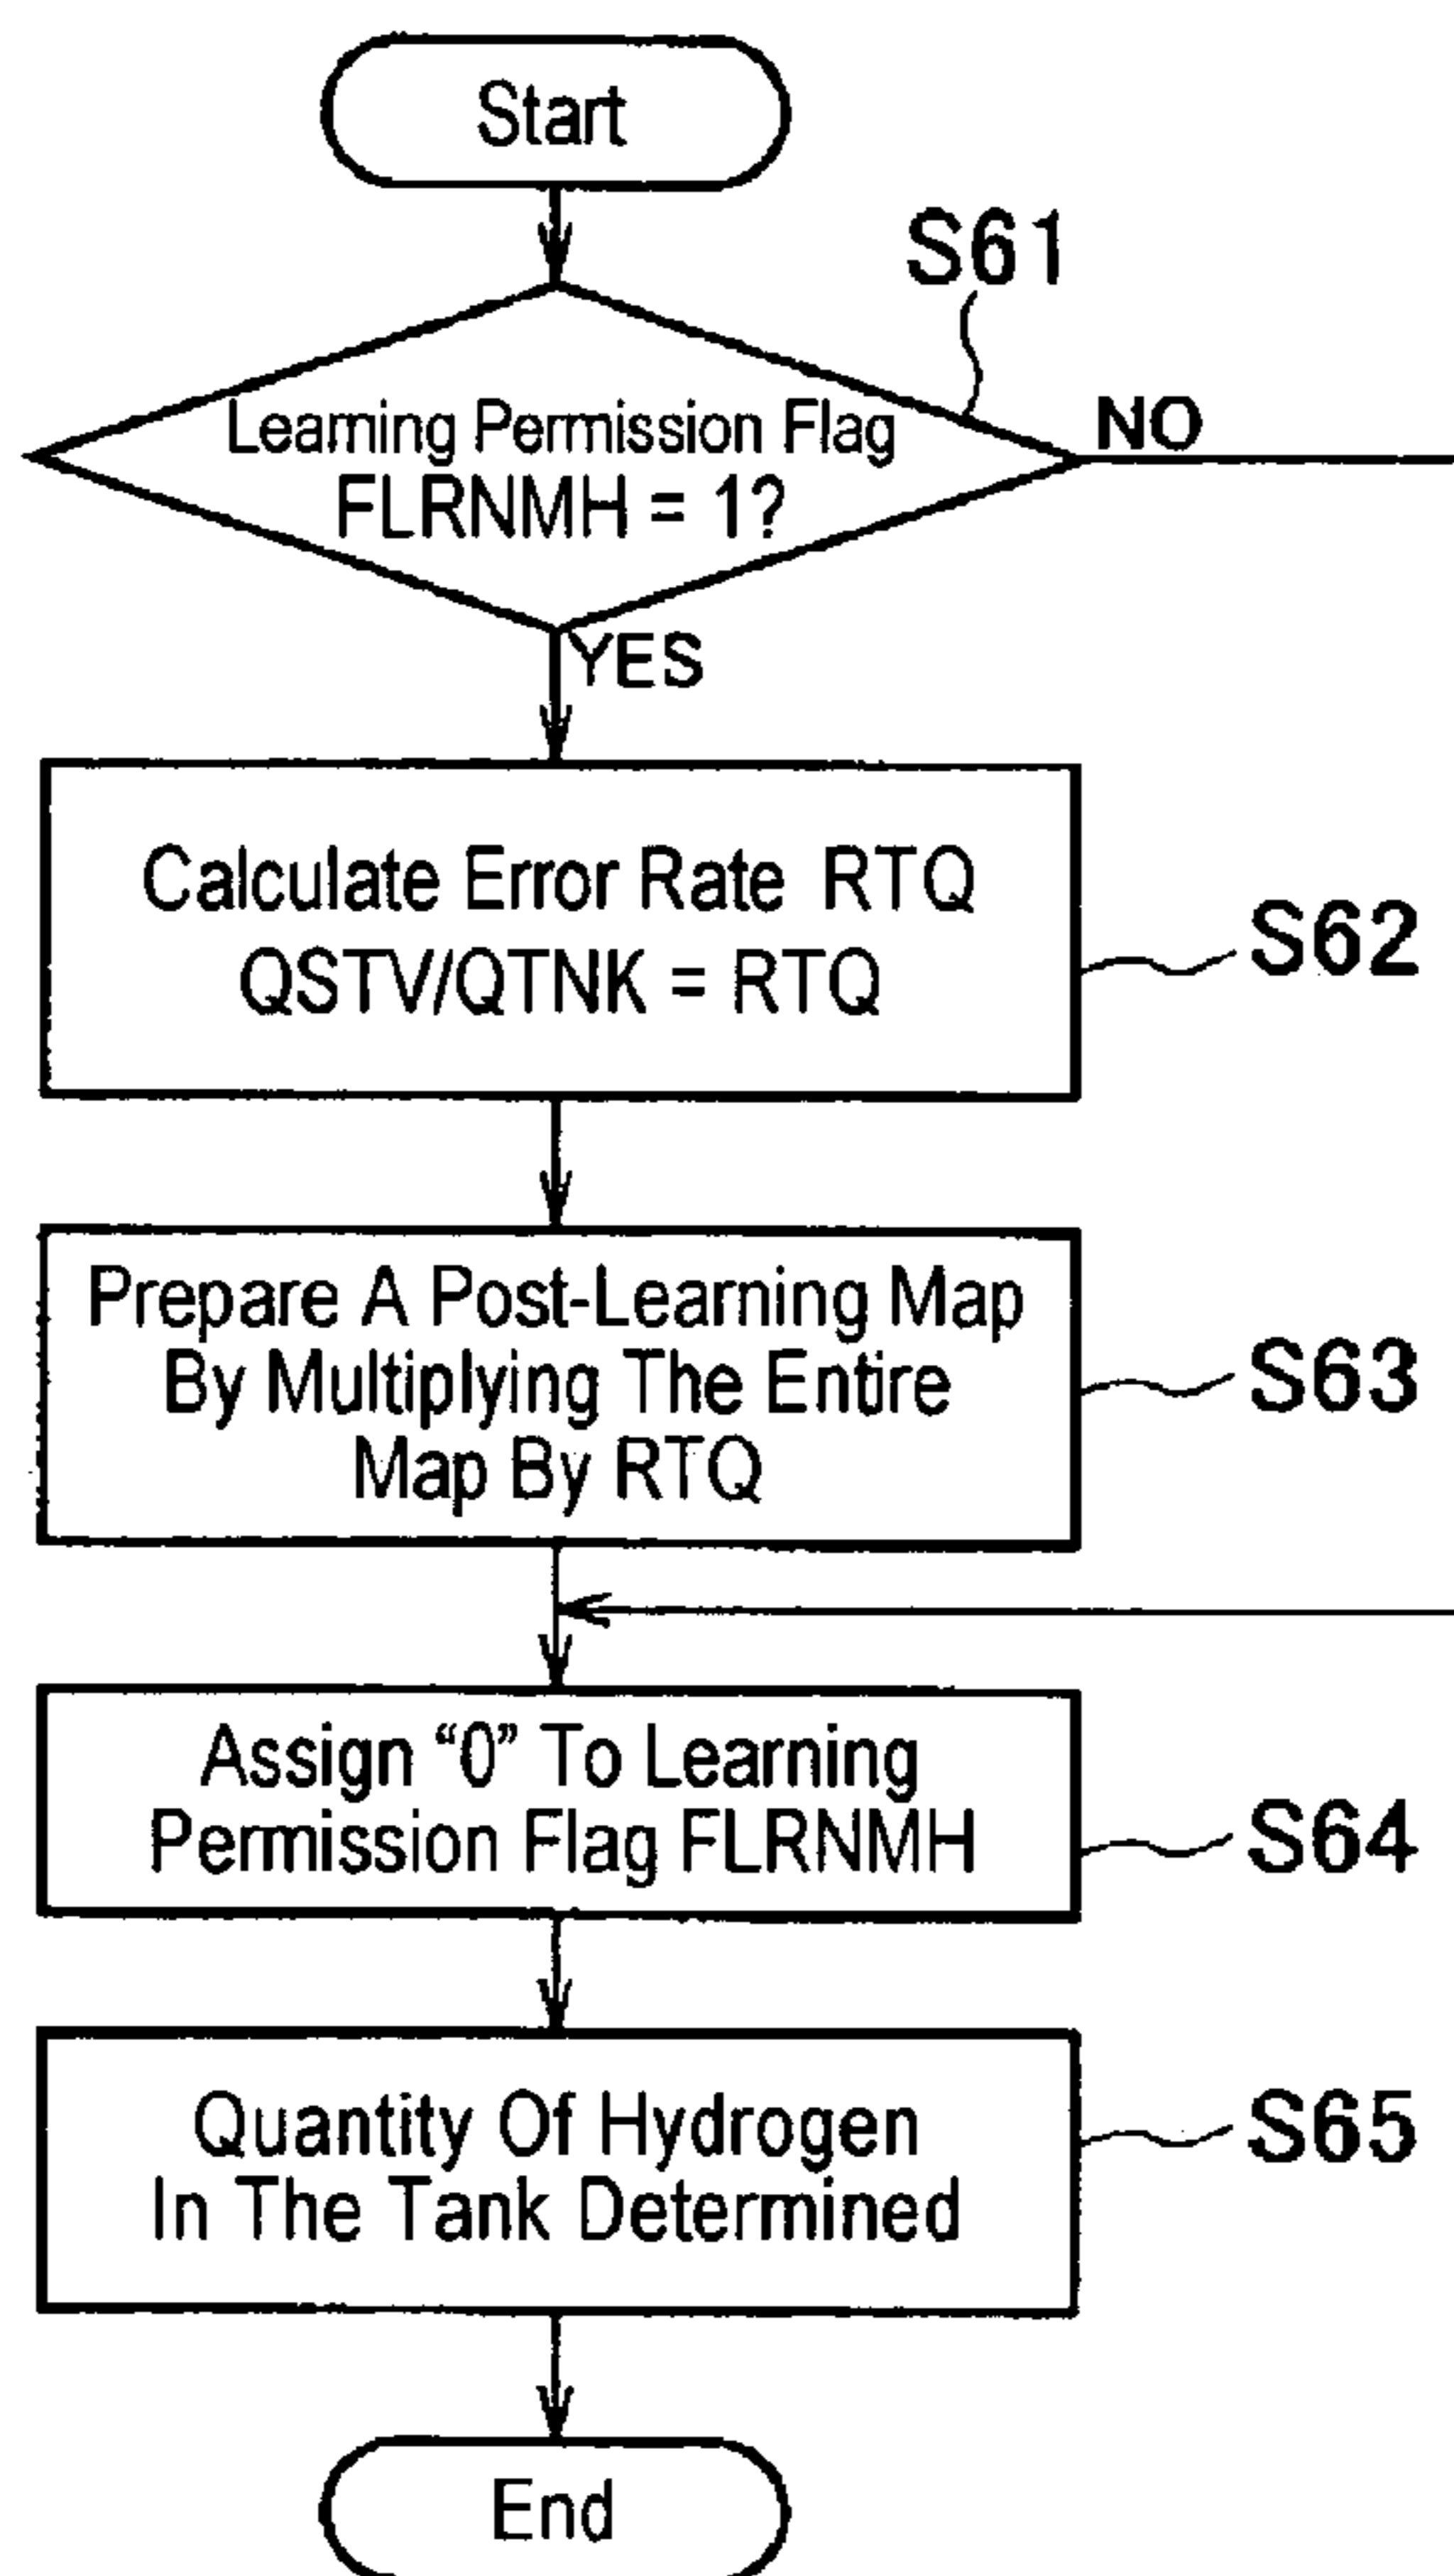 Start
S61
Learning Permission Flag
FLRNMH = 1?
NO
YES
Calculate Error Rate RTQ
QSTV/QTNK = RTQ
S62
Prepare A Post-Learning Map
By Multiplying The Entire
Map By RTQ
S63
Assign “0” To Learning
Permission Flag FLRNMH
S64
Quantity Of Hydrogen
In The Tank Determined
S65
End